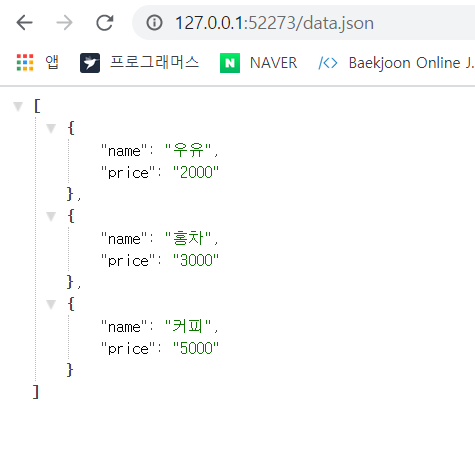 127.0.0.1:52273/data.json
앱 프로그래머스 NAVER </> Baekjoon Online J.
[
{
"name": "우유",
"price": "2000"
},
{
"name": "홍차",
"price": "3000"
},
{
"name": "커피",
"price": "5000"
}
]